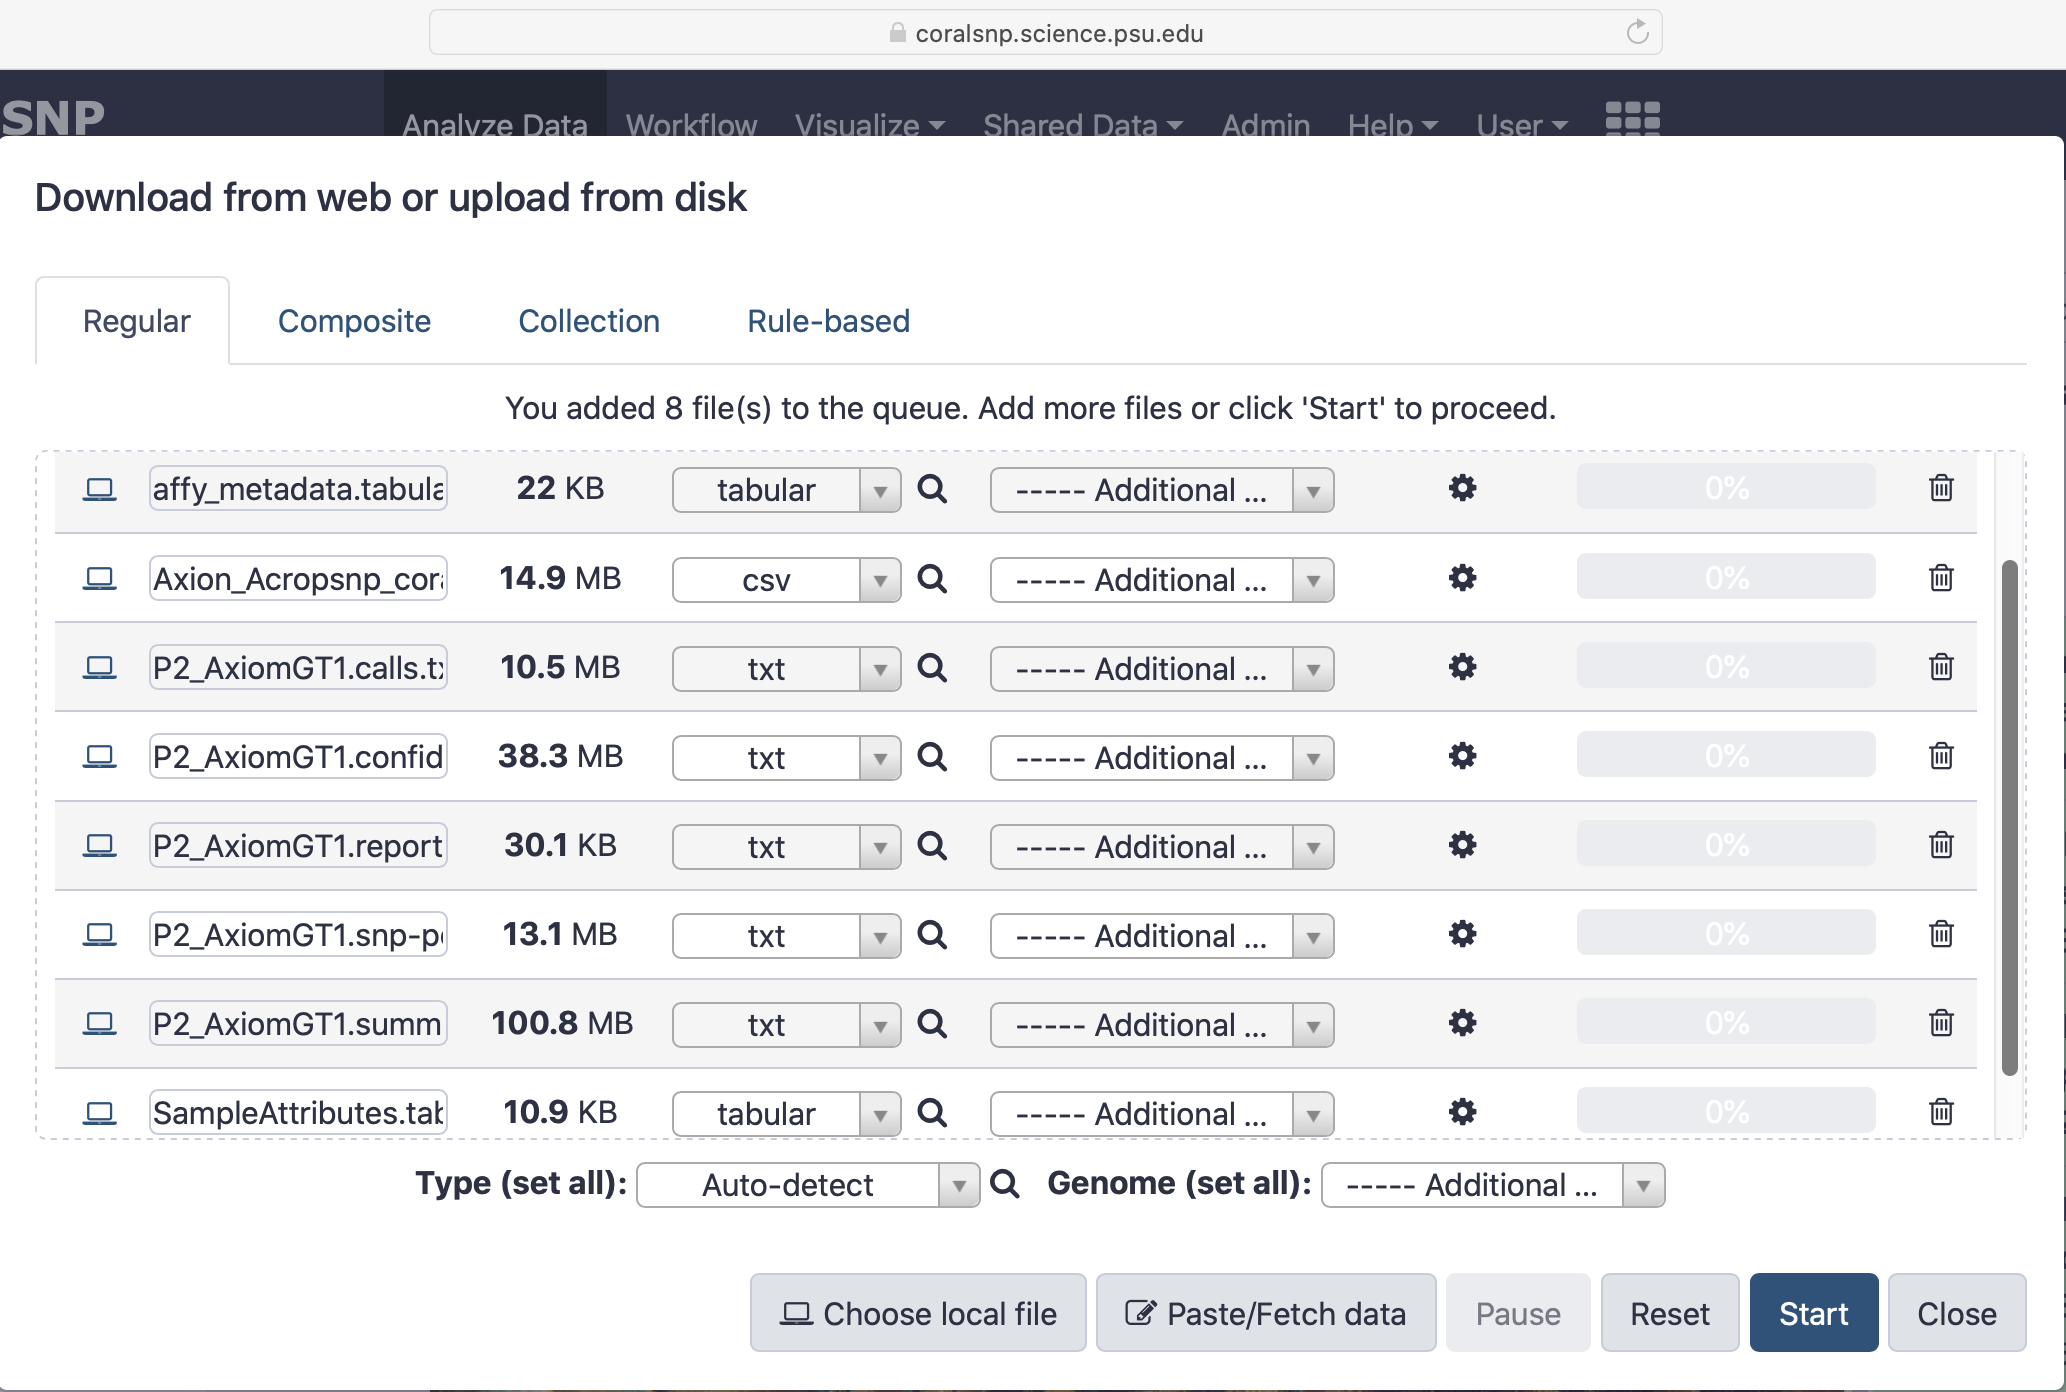 coralsnp.science.psu.edu
SNP Analyze Data Workflow Visualize Shared Data Admin Help User
Download from web or upload from disk
Regular Composite Collection Rule-based
You added 8 file(s) to the queue. Add more files or click 'Start' to proceed.
affy_metadata.tabula 22 KB tabular ----- Additional ... 0%
Axion_Acropsnp_cora 14.9 MB csv ----- Additional ... 0%
P2_AxiomGT1.calls.tx 10.5 MB txt ----- Additional ... 0%
P2_AxiomGT1.confid 38.3 MB txt ----- Additional ... 0%
P2_AxiomGT1.report 30.1 KB txt ----- Additional ... 0%
P2_AxiomGT1.snp-po 13.1 MB txt ----- Additional ... 0%
P2_AxiomGT1.summ 100.8 MB txt ----- Additional ... 0%
SampleAttributes.tab 10.9 KB tabular ----- Additional ... 0%
Type (set all): Auto-detect Genome (set all): ----- Additional ...
Choose local file Paste/Fetch data Pause Reset Start Close